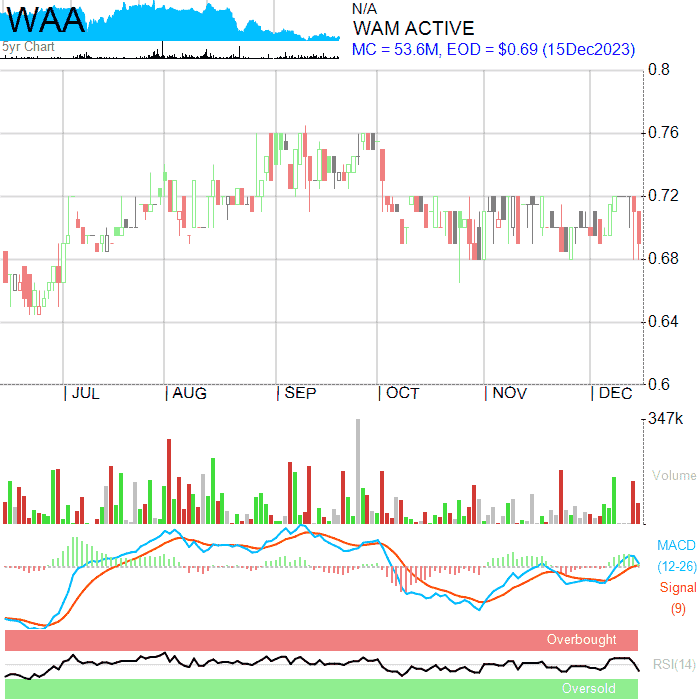 WAA
5yr Chart
N/A
WAM ACTIVE
MC = 53.6M, EOD = $0.69 (15Dec2023)
0.8
0.76
0.72
0.68
0.64
0.6
JUL AUG SEP OCT NOV DEC
347k
Volume
MACD
(12-26)
Signal
(9)
Overbought
RSI(14)
Oversold